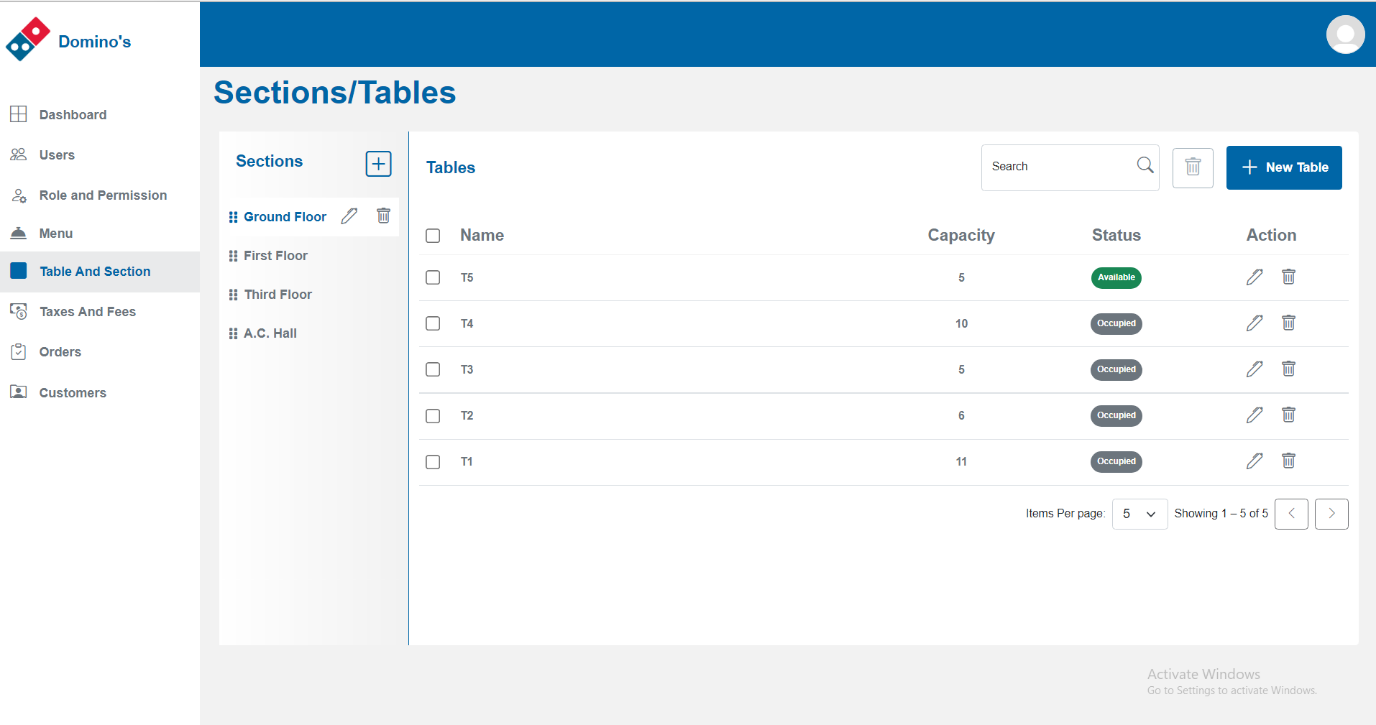 Domino's
Dashboard
Users
Role and Permission
Menu
Table And Section
Taxes And Fees
Orders
Customers
Sections/Tables
Sections
Ground Floor
First Floor
Third Floor
A.C. Hall
Tables
Search
New Table
Name Capacity Status Action
T5 5 Available
T4 10 Occupied
T3 5 Occupied
T2 6 Occupied
T1 11 Occupied
Items Per page: 5 Showing 1 – 5 of 5
Activate Windows
Go to Settings to activate Windows.